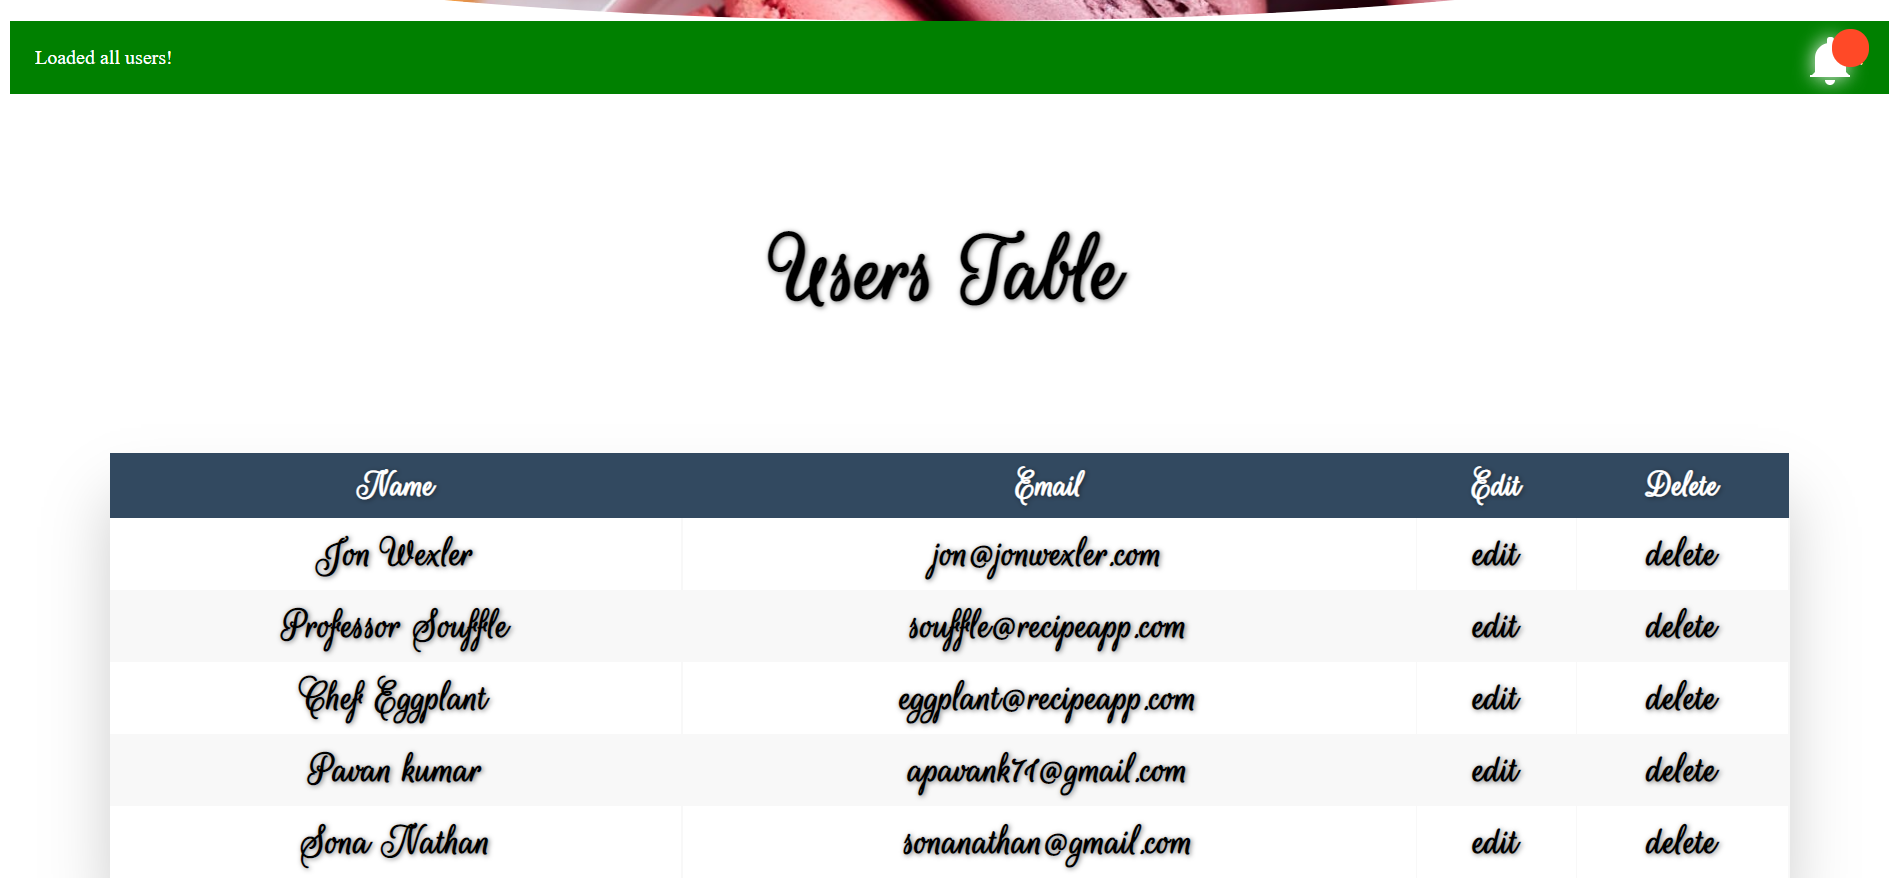 Loaded all users!
Users Table
Name Email Edit Delete
Jon Wexler jon@jonwexler.com edit delete
Professor Souffle souffle@recipeapp.com edit delete
Chef Eggplant eggplant@recipeapp.com edit delete
Pavan kumar apavank71@gmail.com edit delete
Sona Nathan sonanathan@gmail.com edit delete